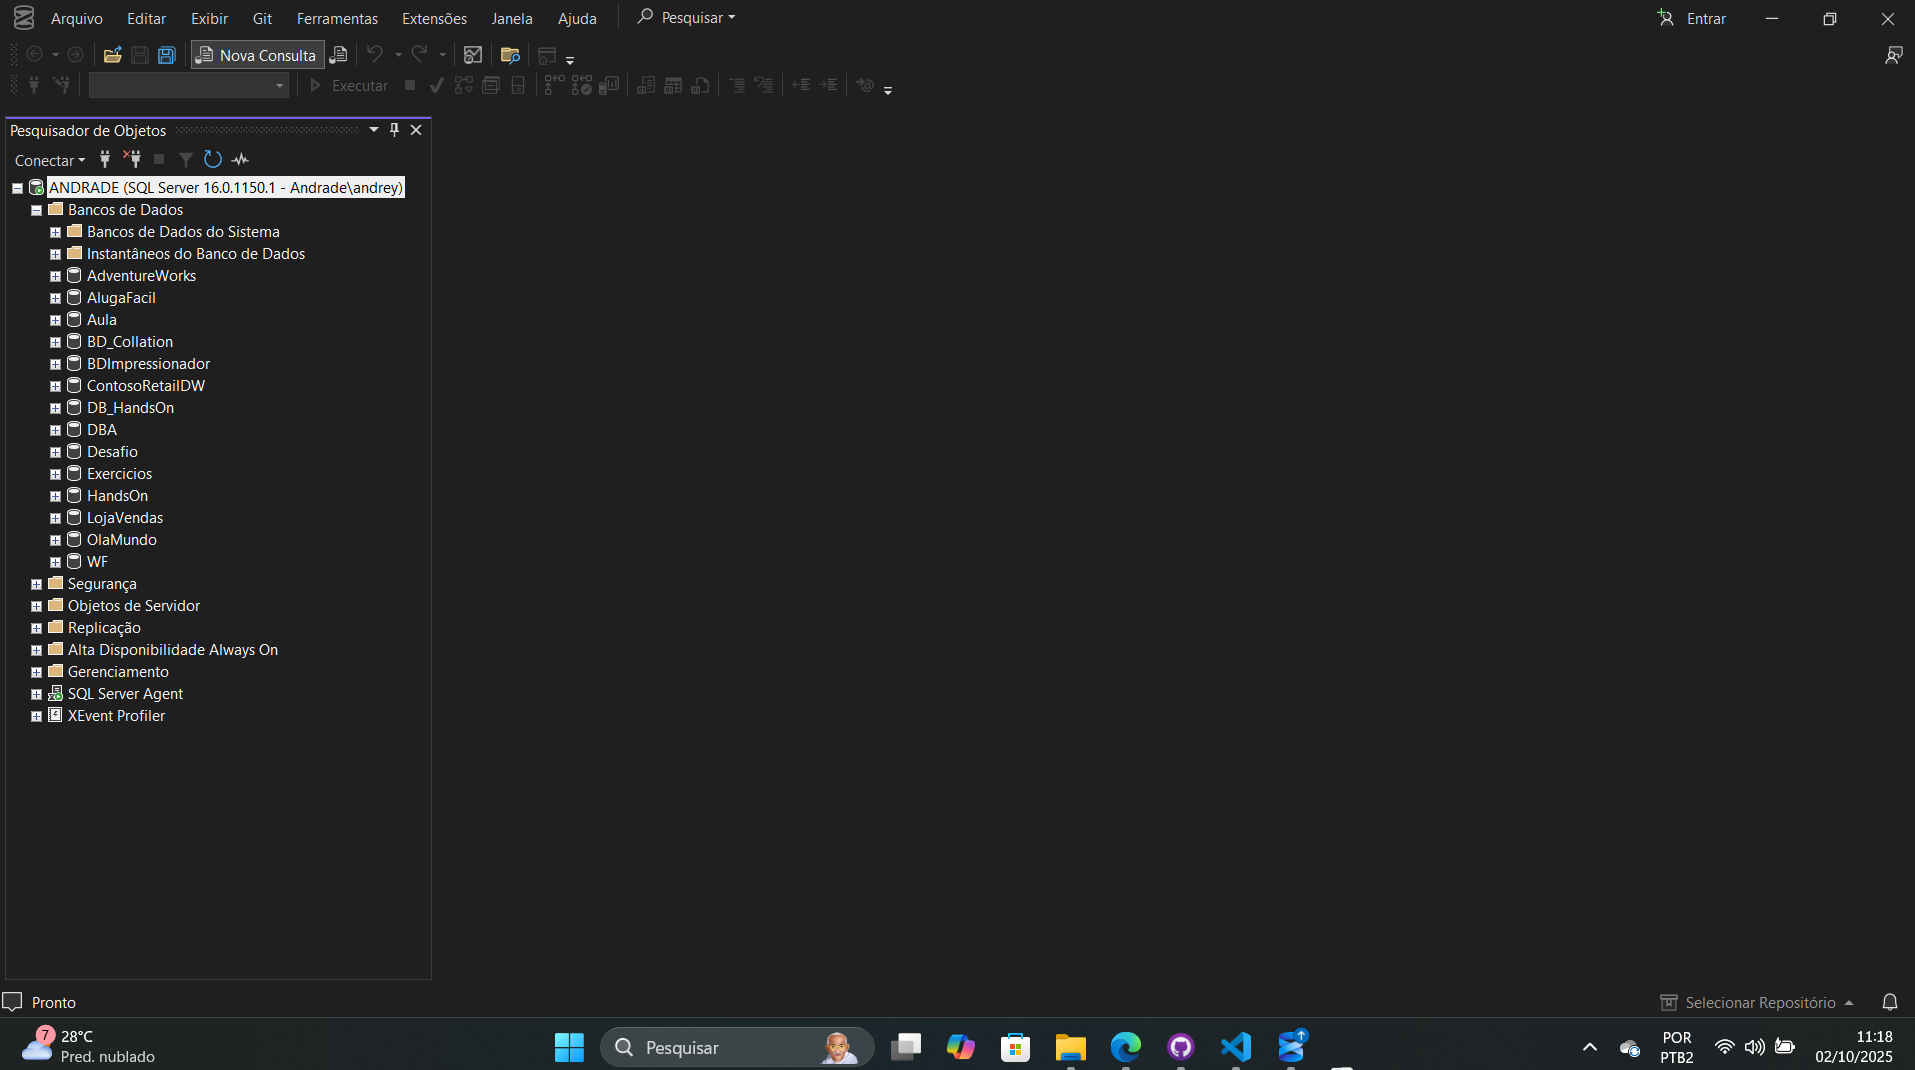 Arquivo Editar Exibir Git Ferramentas Extensões Janela Ajuda Pesquisar Entrar
Nova Consulta
Executar
Pesquisador de Objetos
Conectar
ANDRADE (SQL Server 16.0.1150.1 - Andrade\andrey)
Bancos de Dados
Bancos de Dados do Sistema
Instantâneos do Banco de Dados
AdventureWorks
AlugaFacil
Aula
BD_Collation
BDImpressionador
ContosoRetailDW
DB_HandsOn
DBA
Desafio
Exercicios
HandsOn
LojaVendas
OlaMundo
WF
Segurança
Objetos de Servidor
Replicação
Alta Disponibilidade Always On
Gerenciamento
SQL Server Agent
XEvent Profiler
Pronto Selecionar Repositório
7 28°C
Pred. nublado
Pesquisar
POR
PTB2
11:18
02/10/2025